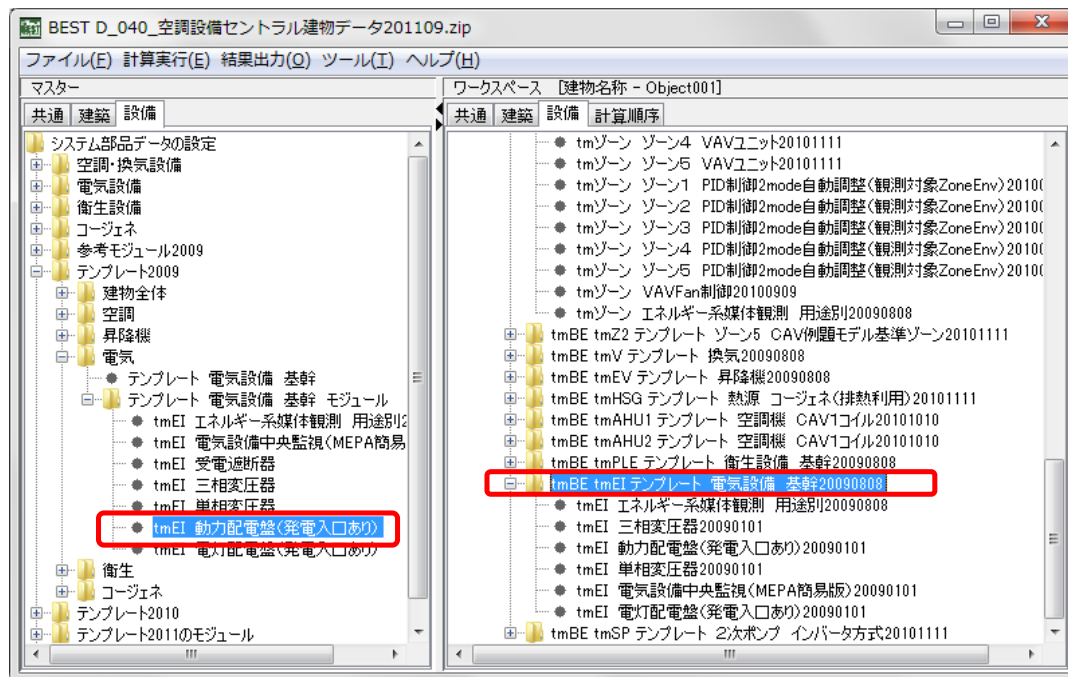 BEST D_040_空調設備セントラル建物データ201109.zip
ファイル(F) 計算実行(E) 結果出力(O) ツール(T) ヘルプ(H)
マスター
共通 建築 設備
システム部品データの設定
空調・換気設備
電気設備
衛生設備
コージェネ
参考モジュール2009
テンプレート2009
建物全体
空調
昇降機
電気
テンプレート 電気設備 基幹
テンプレート 電気設備 基幹 モジュール
tmEI エネルギー系媒体観測 用途別2
tmEI 電気設備中央監視(MEPA簡易
tmEI 受電遮断器
tmEI 三相変圧器
tmEI 単相変圧器
tmEI 動力配電盤(発電入口あり)
tmEI 電灯配電盤(発電入口あり)
衛生
コージェネ
テンプレート2010
テンプレート2011のモジュール
ワークスペース [建物名称 - Object001]
共通 建築 設備 計算順序
tmゾーン ゾーン4 VAVユニット20101111
tmゾーン ゾーン5 VAVユニット20101111
tmゾーン ゾーン1 PID制御2mode自動調整(観測対象ZoneEnv)2010(
tmゾーン ゾーン2 PID制御2mode自動調整(観測対象ZoneEnv)2010(
tmゾーン ゾーン3 PID制御2mode自動調整(観測対象ZoneEnv)2010(
tmゾーン ゾーン4 PID制御2mode自動調整(観測対象ZoneEnv)2010(
tmゾーン ゾーン5 PID制御2mode自動調整(観測対象ZoneEnv)2010(
tmゾーン VAVFan制御20100909
tmゾーン エネルギー系媒体観測 用途別20090808
tmBE tmZ2 テンプレート ゾーン5 CAV例題モデル基準ゾーン20101111
tmBE tmV テンプレート 換気20090808
tmBE tmEV テンプレート 昇降機20090808
tmBE tmHSG テンプレート 熱源 コージェネ(排熱利用)20101111
tmBE tmAHU1 テンプレート 空調機 CAV1コイル20101010
tmBE tmAHU2 テンプレート 空調機 CAV1コイル20101010
tmBE tmPLE テンプレート 衛生設備 基幹20090808
tmBE tmEI テンプレート 電気設備 基幹20090808
tmEI エネルギー系媒体観測 用途別20090808
tmEI 三相変圧器20090101
tmEI 動力配電盤(発電入口あり)20090101
tmEI 単相変圧器20090101
tmEI 電気設備中央監視(MEPA簡易版)20090101
tmEI 電灯配電盤(発電入口あり)20090101
tmBE tmSP テンプレート 2次ポンプ インバータ方式20101111